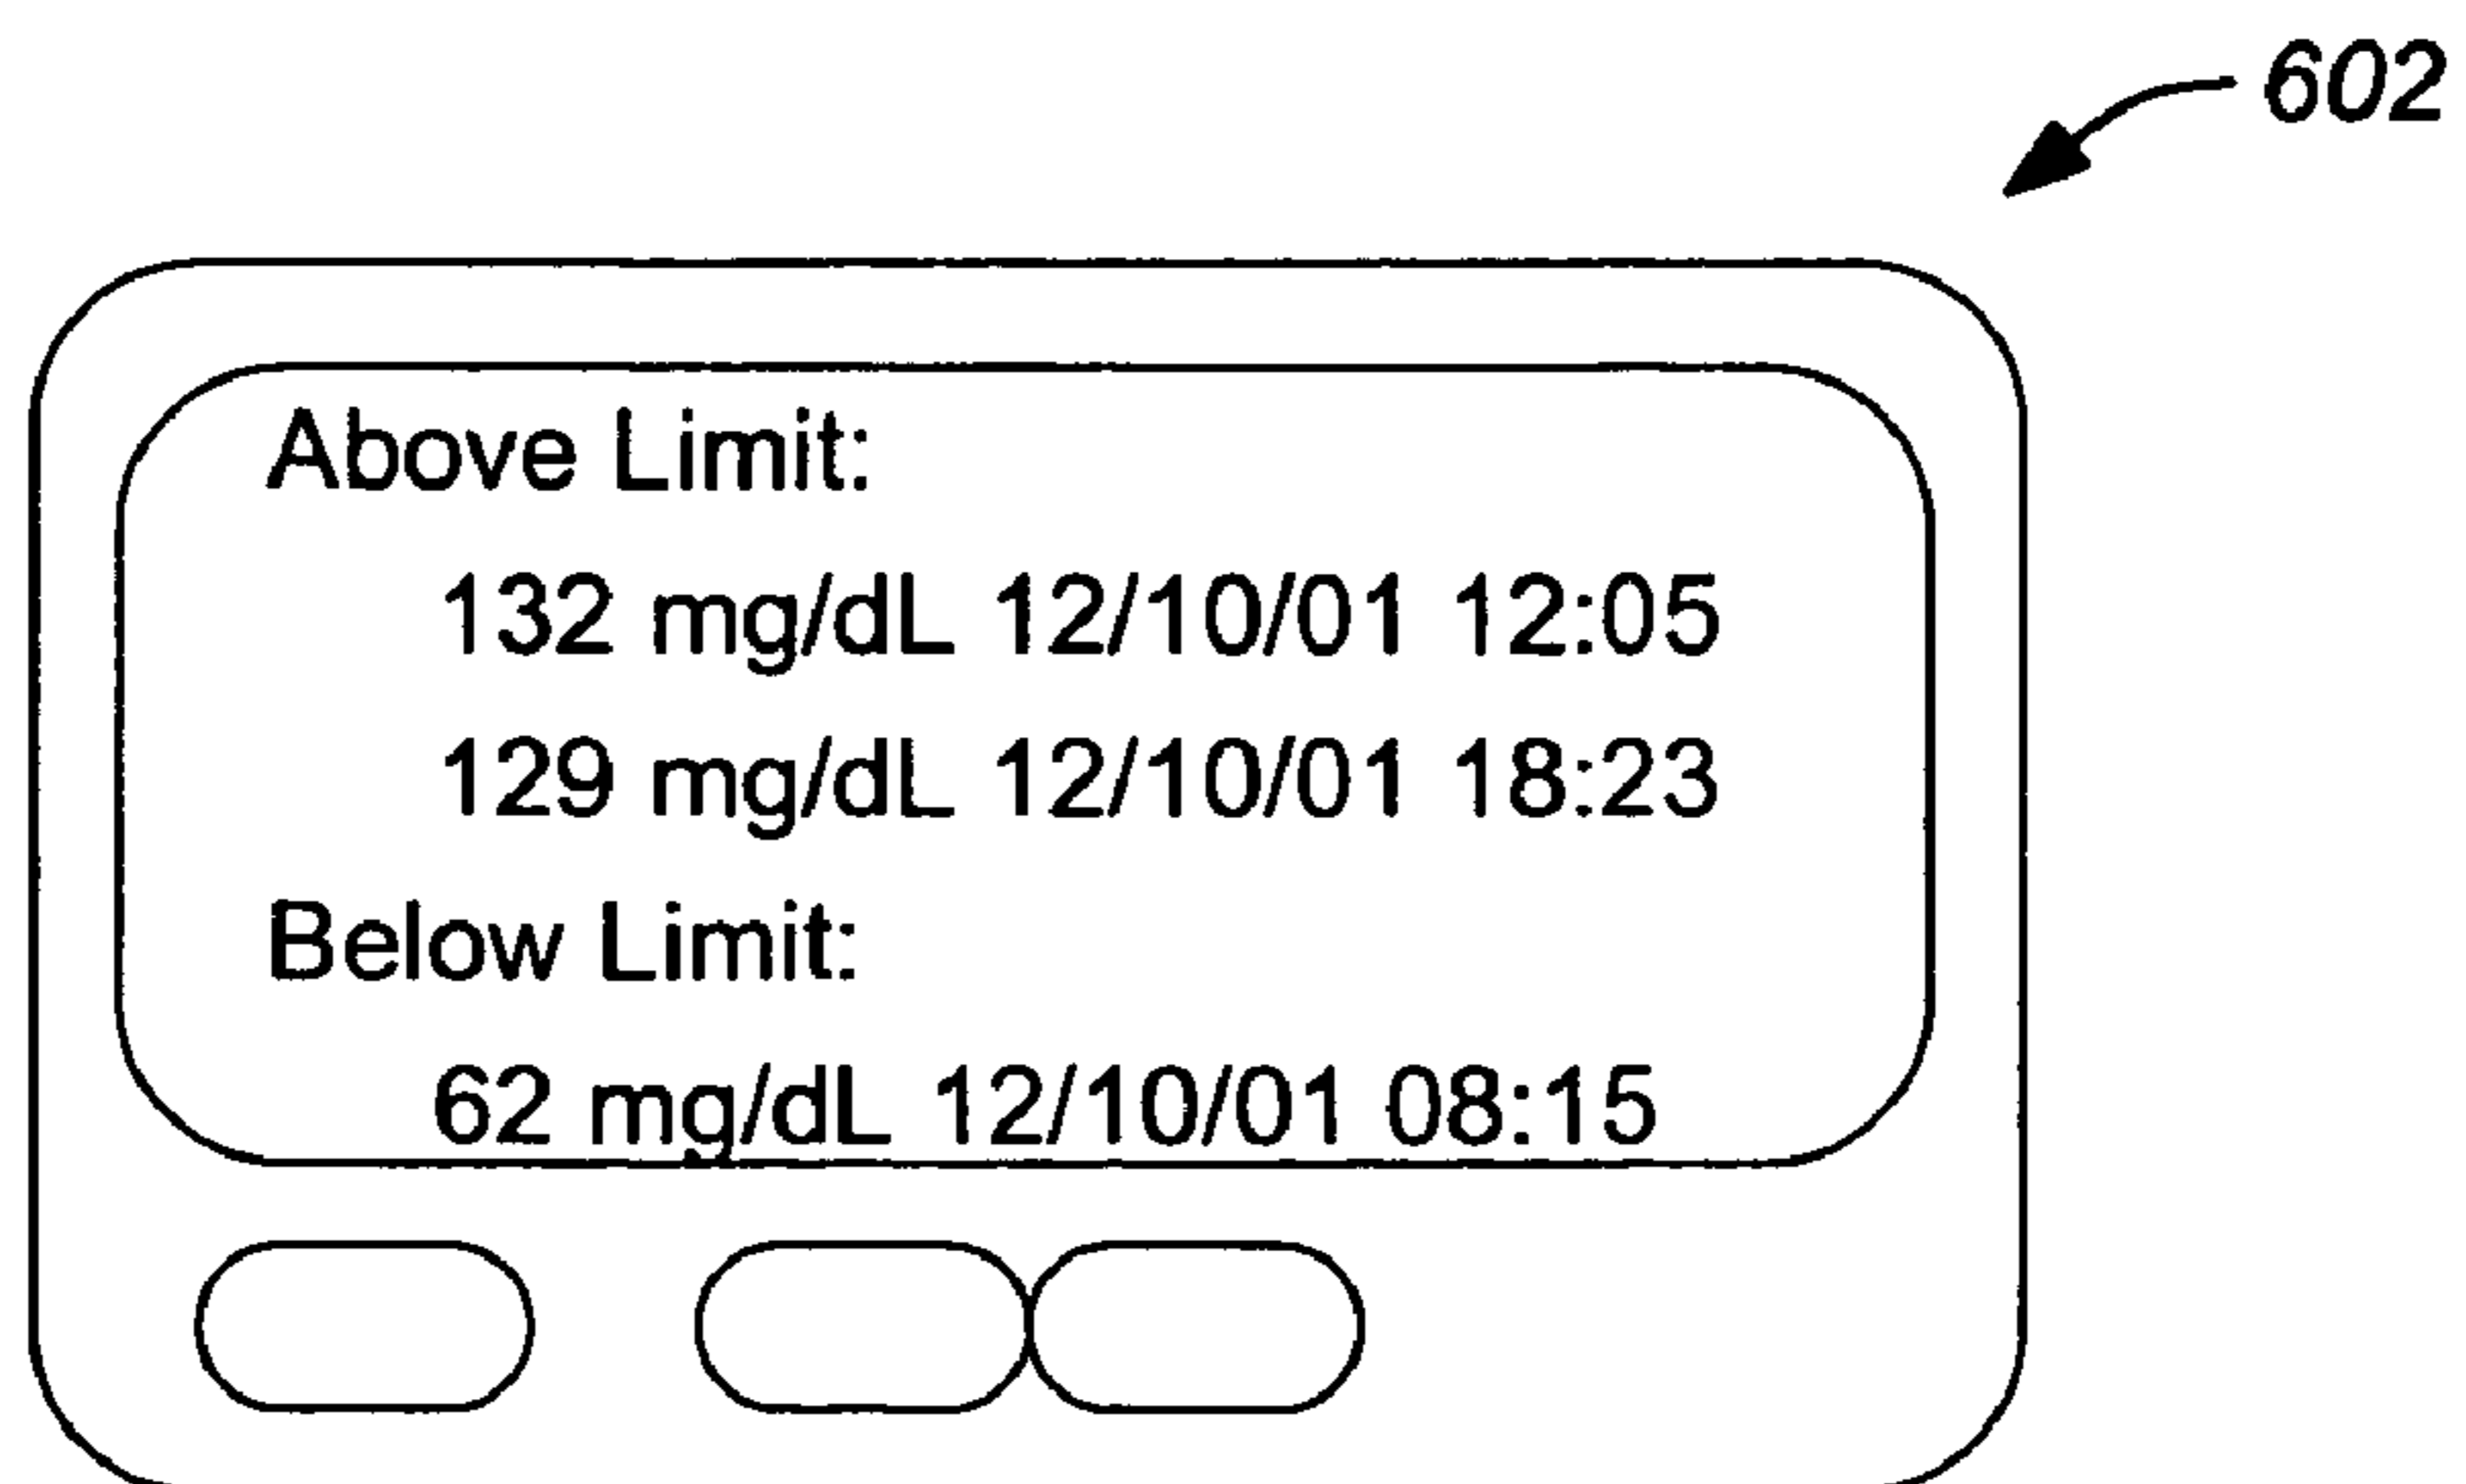 602
Above Limit:
132 mg/dL 12/10/01 12:05
129 mg/dL 12/10/01 18:23
Below Limit:
62 mg/dL 12/10/01 08:15